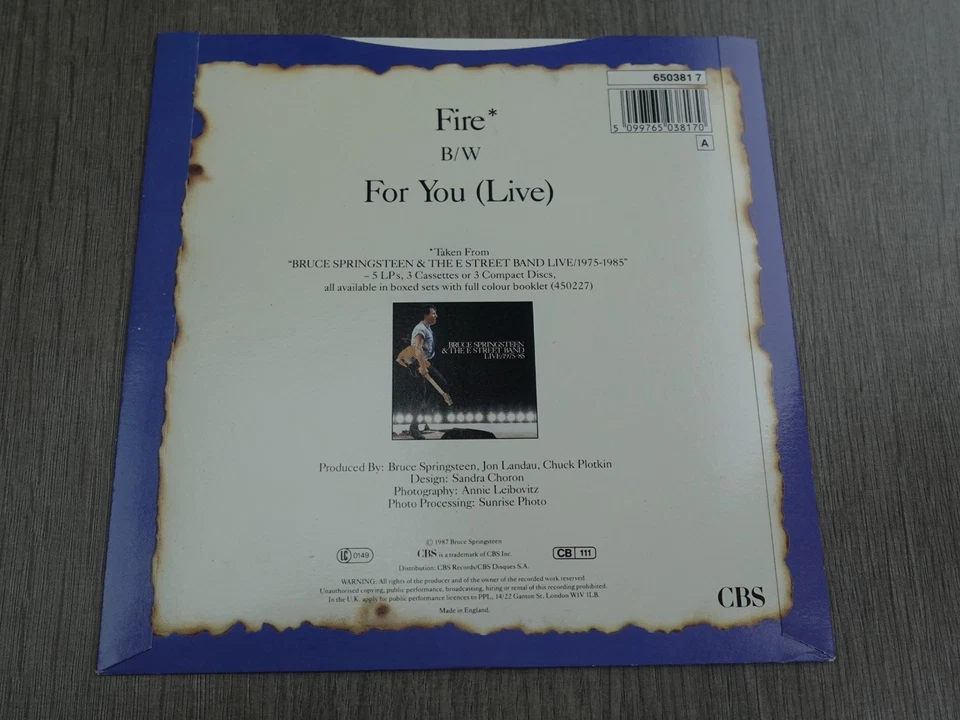 650381 7
5 099765 038170
A
Fire*
B/W
For You (Live)
*Taken From
"BRUCE SPRINGSTEEN & THE E STREET BAND LIVE/1975-1985"
– 5 LPs, 3 Cassettes or 3 Compact Discs,
all available in boxed sets with full colour booklet (450227)
BRUCE SPRINGSTEEN
& THE E STREET BAND
LIVE/1975-85
Produced By: Bruce Springsteen, Jon Landau, Chuck Plotkin
Design: Sandra Choron
Photography: Annie Leibovitz
Photo Processing: Sunrise Photo
© 1987 Bruce Springsteen
LC 0149
CBS is a trademark of CBS Inc.
CB 111
Distribution: CBS Records/CBS Disques S.A.
WARNING: All rights of the producer and of the owner of the recorded work reserved.
Unauthorised copying, public performance, broadcasting, hiring or rental of this recording prohibited.
In the U.K. apply for public performance licences to PPL, 14/22 Ganton St, London W1V 1LB.
Made in England.
CBS